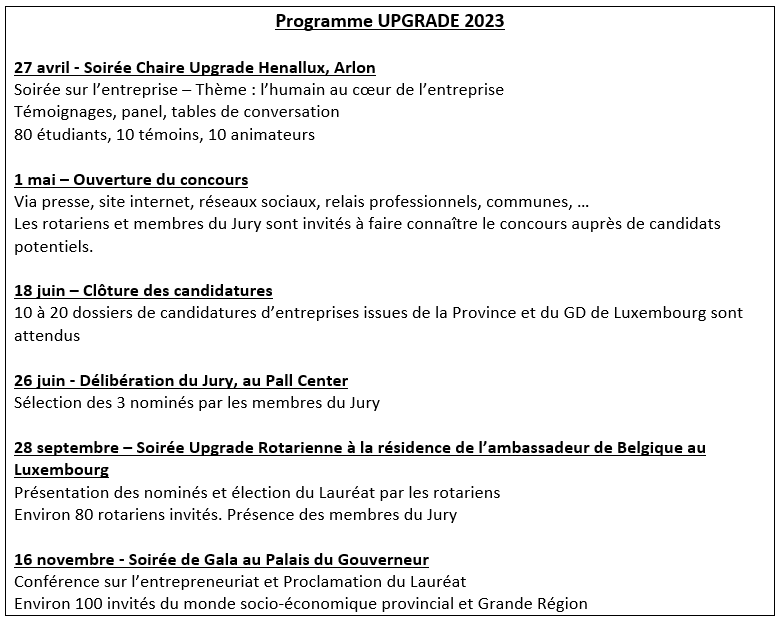 Programme UPGRADE 2023
27 avril - Soirée Chaire Upgrade Henallux, Arlon
Soirée sur l’entreprise – Thème : l’humain au cœur de l’entreprise
Témoignages, panel, tables de conversation
80 étudiants, 10 témoins, 10 animateurs
1 mai – Ouverture du concours
Via presse, site internet, réseaux sociaux, relais professionnels, communes, …
Les rotariens et membres du Jury sont invités à faire connaître le concours auprès de candidats
potentiels.
18 juin – Clôture des candidatures
10 à 20 dossiers de candidatures d’entreprises issues de la Province et du GD de Luxembourg sont
attendus
26 juin - Délibération du Jury, au Pall Center
Sélection des 3 nominés par les membres du Jury
28 septembre – Soirée Upgrade Rotarienne à la résidence de l’ambassadeur de Belgique au
Luxembourg
Présentation des nominés et élection du Lauréat par les rotariens
Environ 80 rotariens invités. Présence des membres du Jury
16 novembre - Soirée de Gala au Palais du Gouverneur
Conférence sur l’entrepreneuriat et Proclamation du Lauréat
Environ 100 invités du monde socio-économique provincial et Grande Région